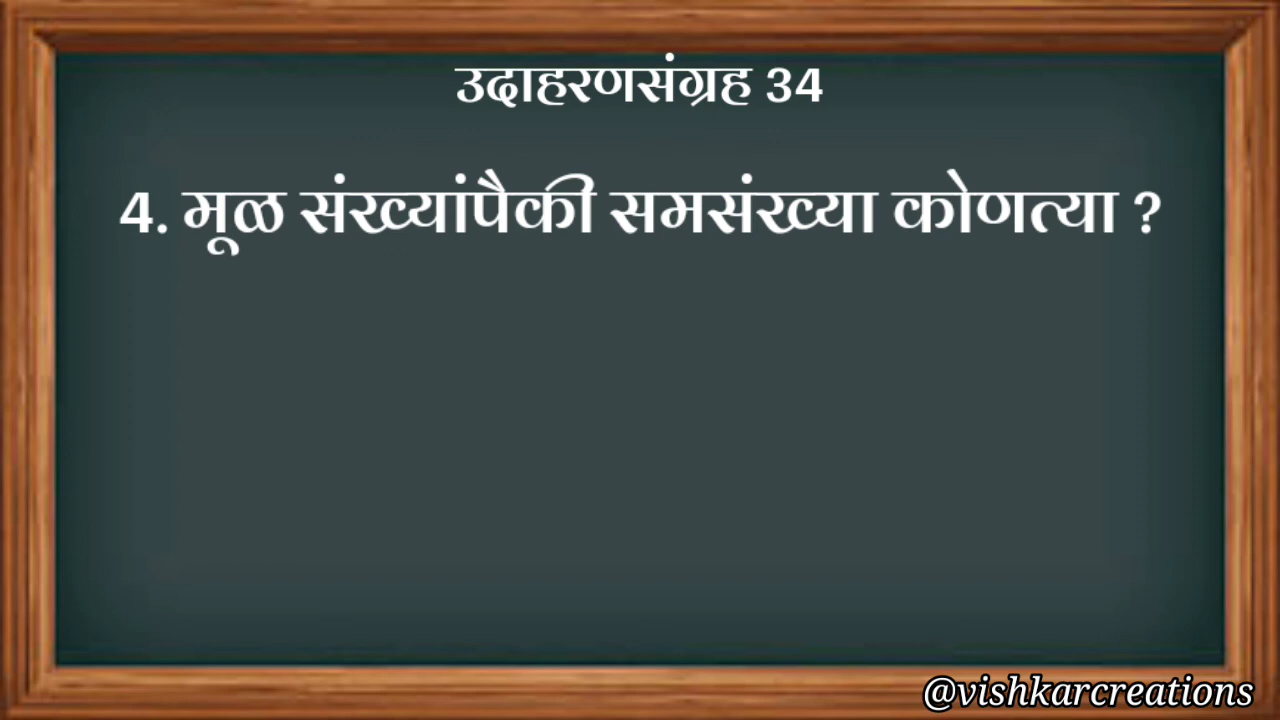 उदाहरणसंग्रह 34
4. मूळ संख्यांपैकी समसंख्या कोणत्या ?
@vishkarcreations